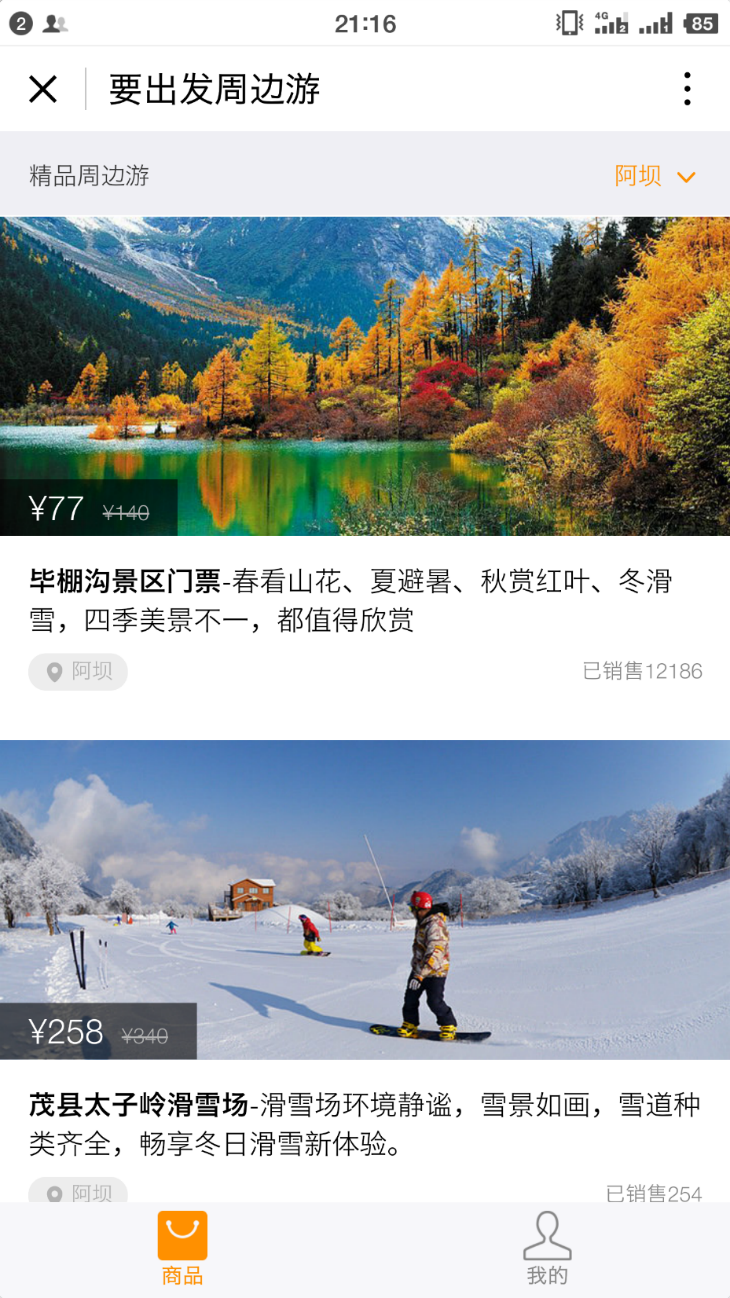 2
21:16
4G
2
1
85
要出发周边游
精品周边游
阿坝
¥77 ¥140
毕棚沟景区门票-春看山花、夏避暑、秋赏红叶、冬滑
雪，四季美景不一，都值得欣赏
阿坝
已销售12186
¥258 ¥340
茂县太子岭滑雪场-滑雪场环境静谧，雪景如画，雪道种
类齐全，畅享冬日滑雪新体验。
阿坝
已销售254
商品
我的